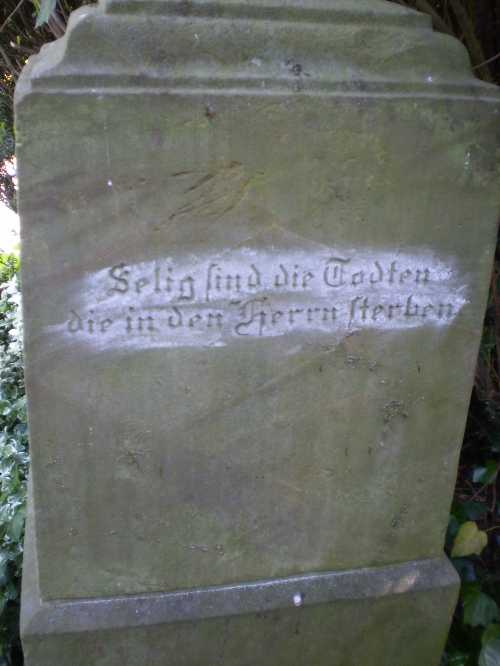 Selig sind die Todten
die in den Herrn sterben